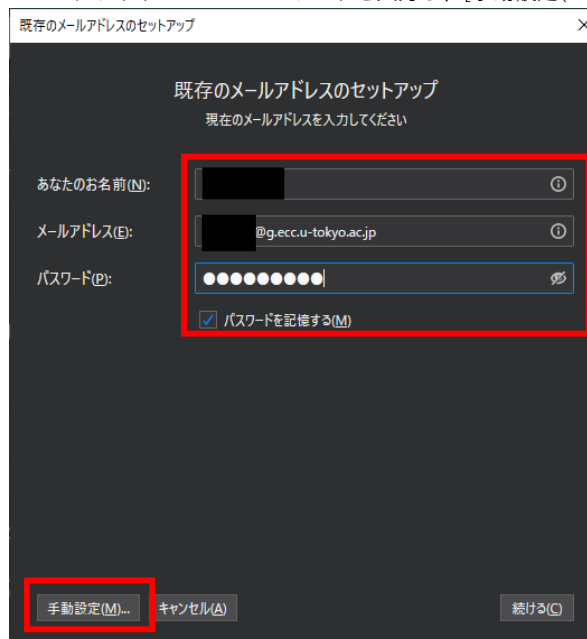 既存のメールアドレスのセットアップ
既存のメールアドレスのセットアップ
現在のメールアドレスを入力してください
あなたのお名前(N):
メールアドレス(E): @g.ecc.u-tokyo.ac.jp
パスワード(P): ●●●●●●●●●
パスワードを記憶する(M)
手動設定(M)... キャンセル(A) 続ける(C)